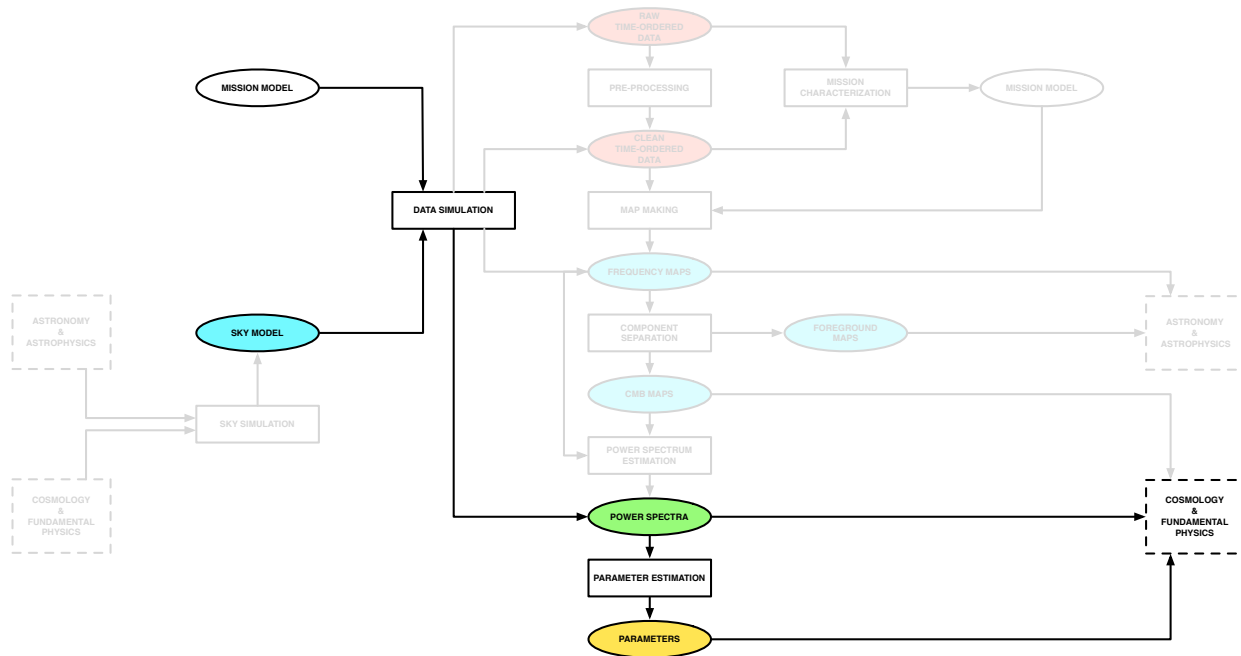 RAW
TIME-ORDERED
DATA
MISSION MODEL
PRE-PROCESSING
MISSION
CHARACTERIZATION
MISSION MODEL
CLEAN
TIME-ORDERED
DATA
DATA SIMULATION
MAP MAKING
FREQUENCY MAPS
ASTRONOMY
&
ASTROPHYSICS
SKY MODEL
COMPONENT
SEPARATION
FOREGROUND
MAPS
ASTRONOMY
&
ASTROPHYSICS
CMB MAPS
SKY SIMULATION
POWER SPECTRUM
ESTIMATION
COSMOLOGY
&
FUNDAMENTAL
PHYSICS
POWER SPECTRA
COSMOLOGY
&
FUNDAMENTAL
PHYSICS
PARAMETER ESTIMATION
PARAMETERS